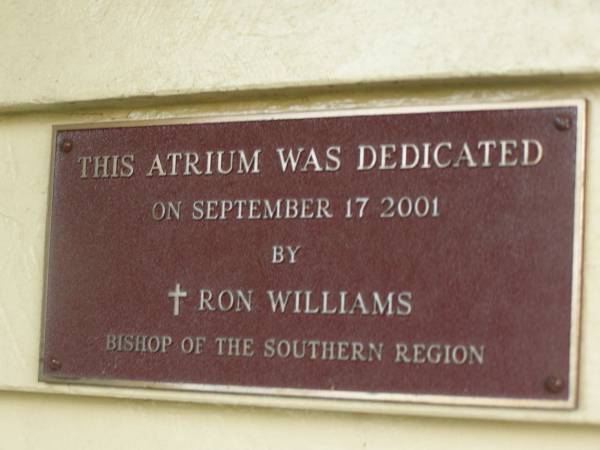 THIS ATRIUM WAS DEDICATED
ON SEPTEMBER 17 2001
BY
✝ RON WILLIAMS
BISHOP OF THE SOUTHERN REGION